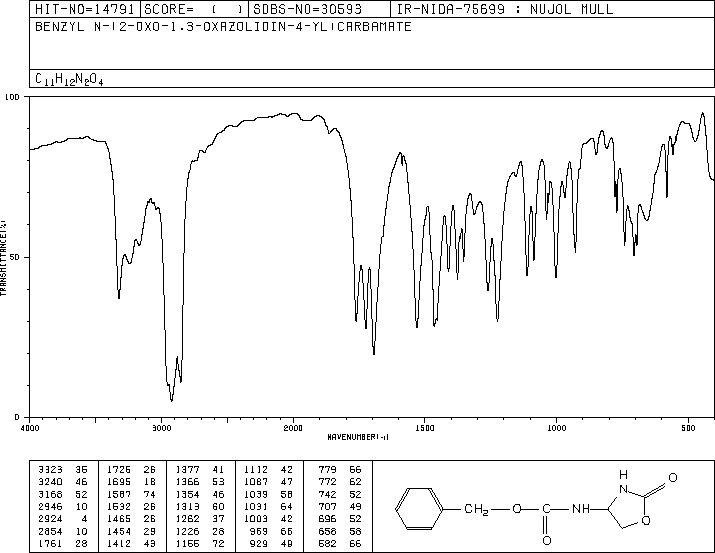 HIT-NO=14791 SCORE= ( ) SDBS-NO=30593 IR-NIDA-75699 : NUJOL MULL
BENZYL N-(2-OXO-1,3-OXAZOLIDIN-4-YL)CARBAMATE
C11H12N2O4
100
50
0
TRANSMITTANCE(%)
4000 3000 2000 1500 1000 500
WAVENUMBER(-1)
3323 36 1726 26 1377 41 1112 42 779 66
3240 46 1695 18 1366 53 1087 47 772 62
3168 52 1587 74 1354 46 1039 58 742 52
2946 10 1532 26 1313 60 1031 64 707 49
2924 4 1465 26 1262 37 1003 42 696 52
2854 10 1454 29 1226 28 969 66 658 58
1761 28 1412 43 1155 72 929 49 582 66
CH2 O C NH NH O
O O